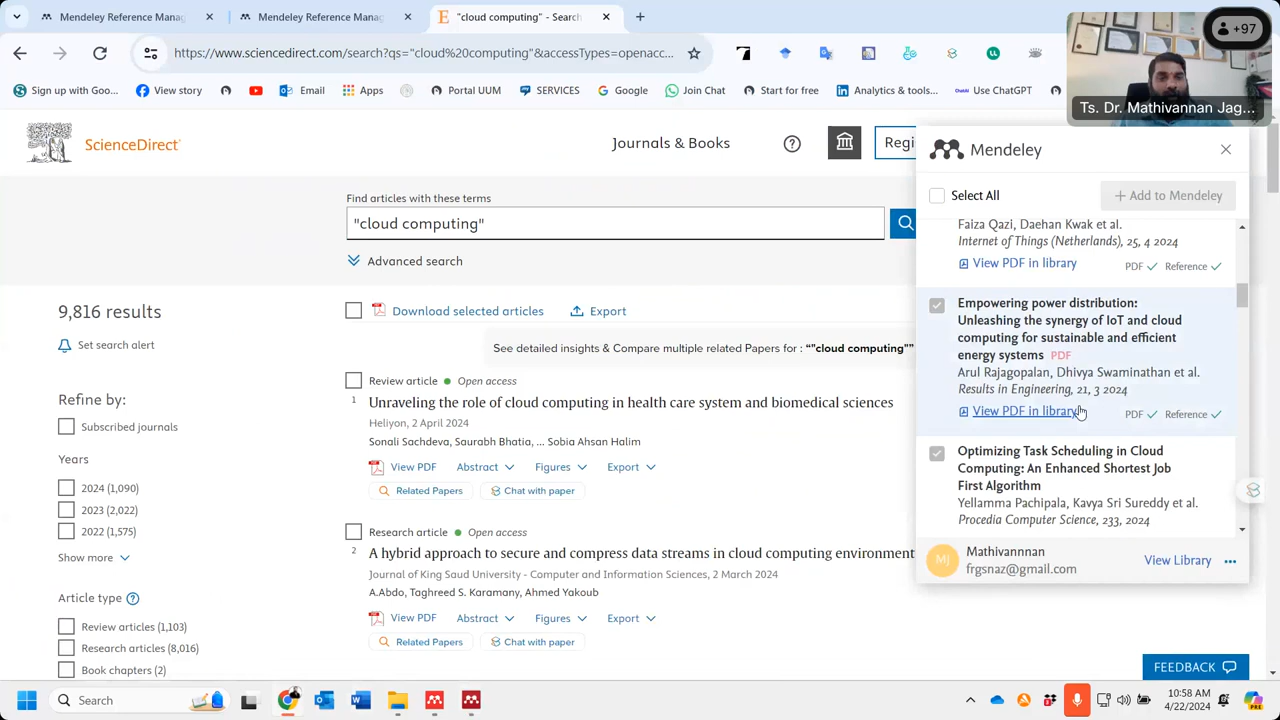 Mendeley Reference Manag
Mendeley Reference Manag
"cloud computing" - Search
+97
https://www.sciencedirect.com/search?qs="cloud%20computing"&accessTypes=openacc...
Sign up with Goo...
View story
Email
Apps
Portal UUM
SERVICES
Google
Join Chat
Start for free
Analytics & tools...
Use ChatGPT
Ts. Dr. Mathivannan Jag...
ScienceDirect
Journals & Books
Regi
Find articles with these terms
"cloud computing"
Advanced search
9,816 results
Set search alert
Download selected articles
Export
See detailed insights & Compare multiple related Papers for : “"cloud computing"”
Refine by:
Subscribed journals
Years
2024 (1,090)
2023 (2,022)
2022 (1,575)
Show more
Article type
Review articles (1,103)
Research articles (8,016)
Book chapters (2)
Review article
Open access
1
Unraveling the role of cloud computing in health care system and biomedical sciences
Heliyon, 2 April 2024
Sonali Sachdeva, Saurabh Bhatia, ... Sobia Ahsan Halim
View PDF
Abstract
Figures
Export
Related Papers
Chat with paper
Research article
Open access
2
A hybrid approach to secure and compress data streams in cloud computing environment
Journal of King Saud University - Computer and Information Sciences, 2 March 2024
A.Abdo, Taghreed S. Karamany, Ahmed Yakoub
View PDF
Abstract
Figures
Export
Related Papers
Chat with paper
Mendeley
Select All
+ Add to Mendeley
Faiza Qazi, Daehan Kwak et al.
Internet of Things (Netherlands), 25, 4 2024
View PDF in library
PDF
Reference
Empowering power distribution:
Unleashing the synergy of IoT and cloud
computing for sustainable and efficient
energy systems PDF
Arul Rajagopalan, Dhivya Swaminathan et al.
Results in Engineering, 21, 3 2024
View PDF in library
PDF
Reference
Optimizing Task Scheduling in Cloud
Computing: An Enhanced Shortest Job
First Algorithm
Yellamma Pachipala, Kavya Sri Sureddy et al.
Procedia Computer Science, 233, 2024
MJ
Mathivannnan
frgsnaz@gmail.com
View Library
FEEDBACK
Search
10:58 AM
4/22/2024